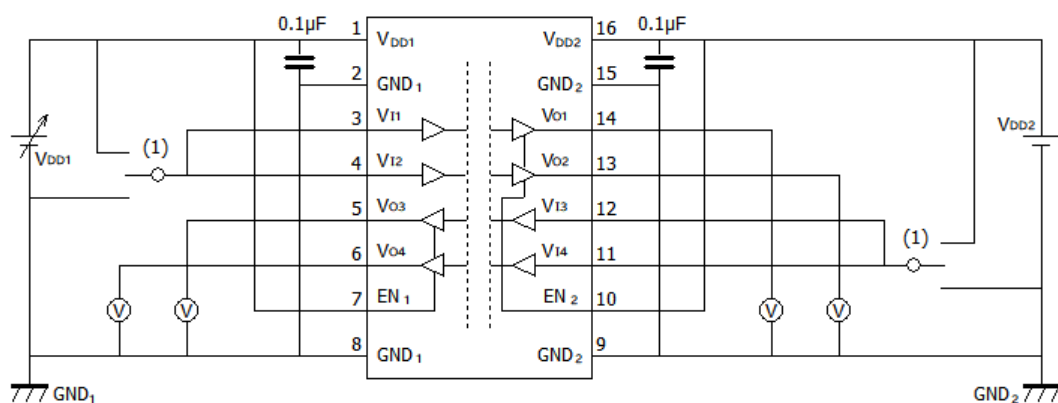 0.1µF 1 16 0.1µF
VDD1 VDD2
2 15
GND1 GND2
3 VI1 VO1 14
VDD1 (1) VDD2
4 VI2 VO2 13
5 VO3 VI3 12
(1)
6 VO4 VI4 11
V V 7 EN1 EN2 10 V V
8 GND1 GND2 9
GND1 GND2